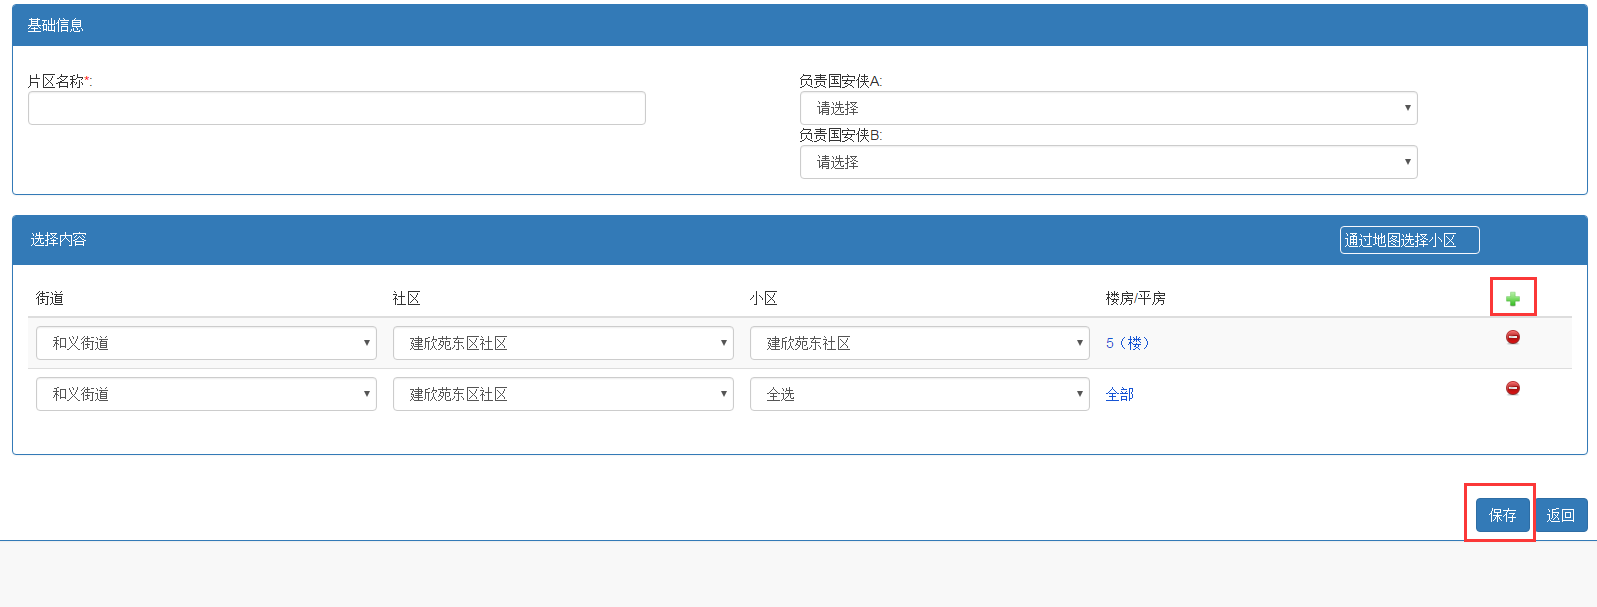 基础信息
片区名称*:
负责国安侠A:
请选择
负责国安侠B:
请选择
选择内容
通过地图选择小区
街道 社区 小区 楼房/平房
和义街道 建欣苑东区社区 建欣苑东社区 5（楼）
和义街道 建欣苑东区社区 全选 全部
保存 返回